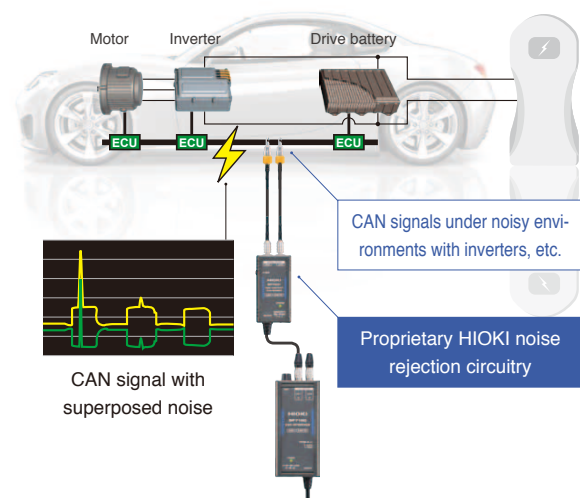 Motor
Inverter
Drive battery
ECU
ECU
ECU
CAN signals under noisy envi-
ronments with inverters, etc.
HIOKI
Proprietary HIOKI noise
rejection circuitry
CAN signal with
superposed noise
HIOKI